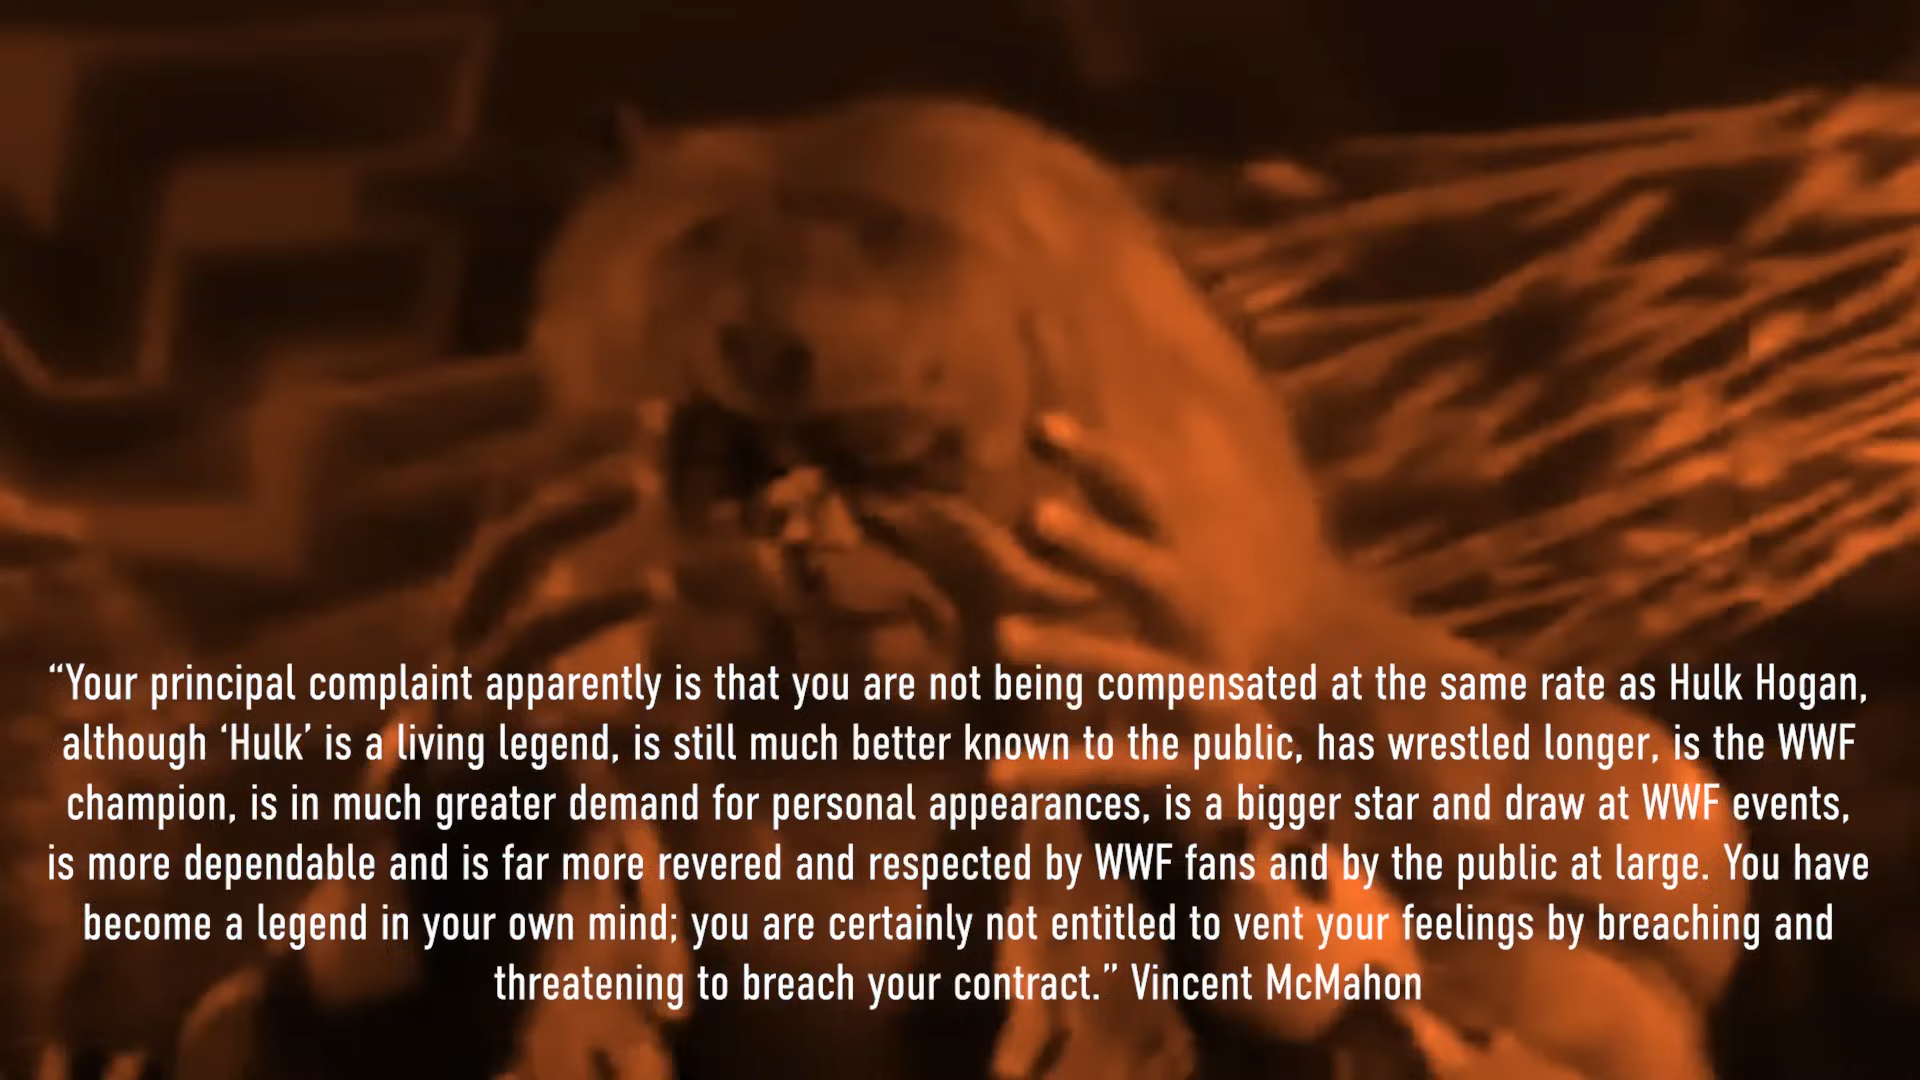 “Your principal complaint apparently is that you are not being compensated at the same rate as Hulk Hogan,
although ‘Hulk’ is a living legend, is still much better known to the public, has wrestled longer, is the WWF
champion, is in much greater demand for personal appearances, is a bigger star and draw at WWF events,
is more dependable and is far more revered and respected by WWF fans and by the public at large. You have
become a legend in your own mind; you are certainly not entitled to vent your feelings by breaching and
threatening to breach your contract.” Vincent McMahon